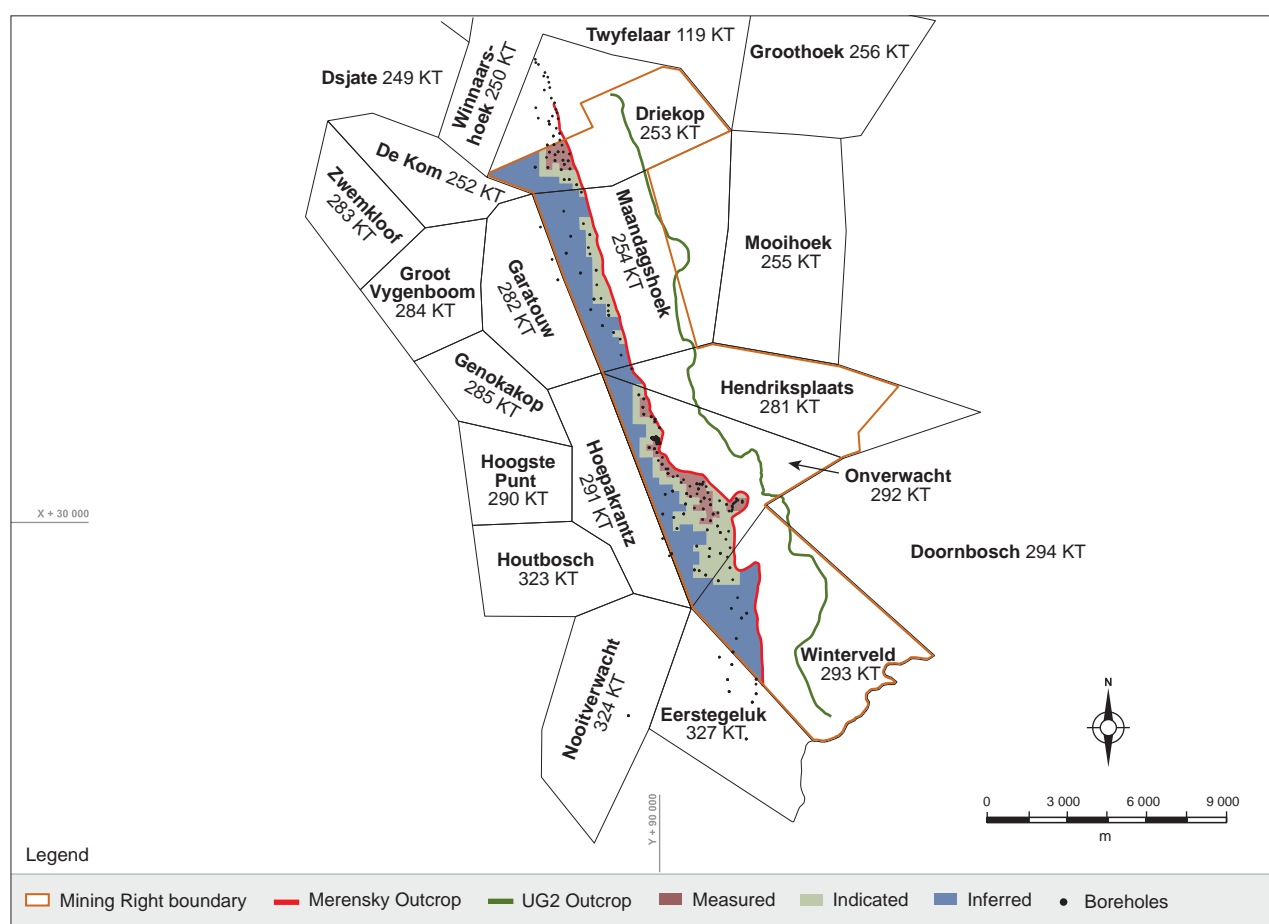 Twyfelaar 119 KT
Groothoek 256 KT
Dsjate 249 KT
Winnaars-
hoek 250 KT
Driekop
253 KT
De Kom 252 KT
Zwemkloof
283 KT
Maandagshoek
254 KT
Mooihoek
255 KT
Groot
Vygenboom
284 KT
Garatouw
282 KT
Genokakop
285 KT
Hendriksplaats
281 KT
Hoogste
Punt
290 KT
Hoepakrantz
291 KT
Onverwacht
292 KT
X + 30 000
Houtbosch
323 KT
Doornbosch 294 KT
Winterveld
293 KT
Nooitverwacht
324 KT
Eerstegeluk
327 KT
N
Y + 90 000
0 3 000 6 000 9 000
m
Legend
Mining Right boundary Merensky Outcrop UG2 Outcrop Measured Indicated Inferred Boreholes